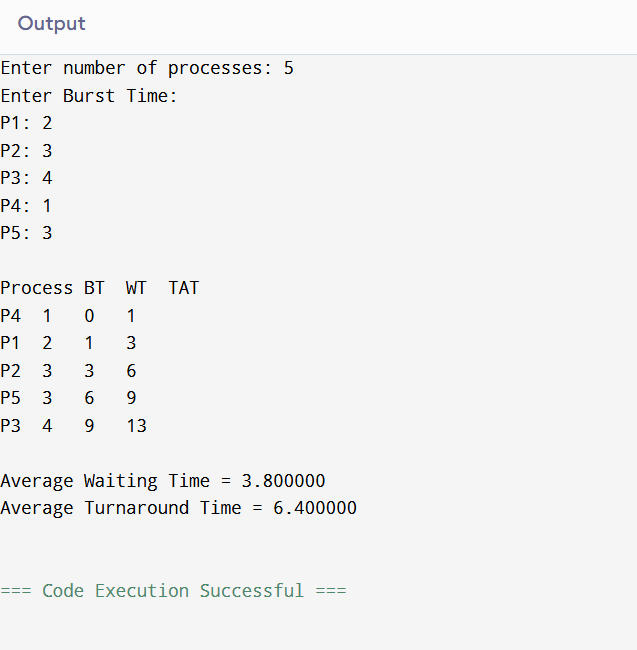 Output
Enter number of processes: 5
Enter Burst Time:
P1: 2
P2: 3
P3: 4
P4: 1
P5: 3
Process BT  WT  TAT
P4  1   0   1
P1  2   1   3
P2  3   3   6
P5  3   6   9
P3  4   9   13
Average Waiting Time = 3.800000
Average Turnaround Time = 6.400000
=== Code Execution Successful ===